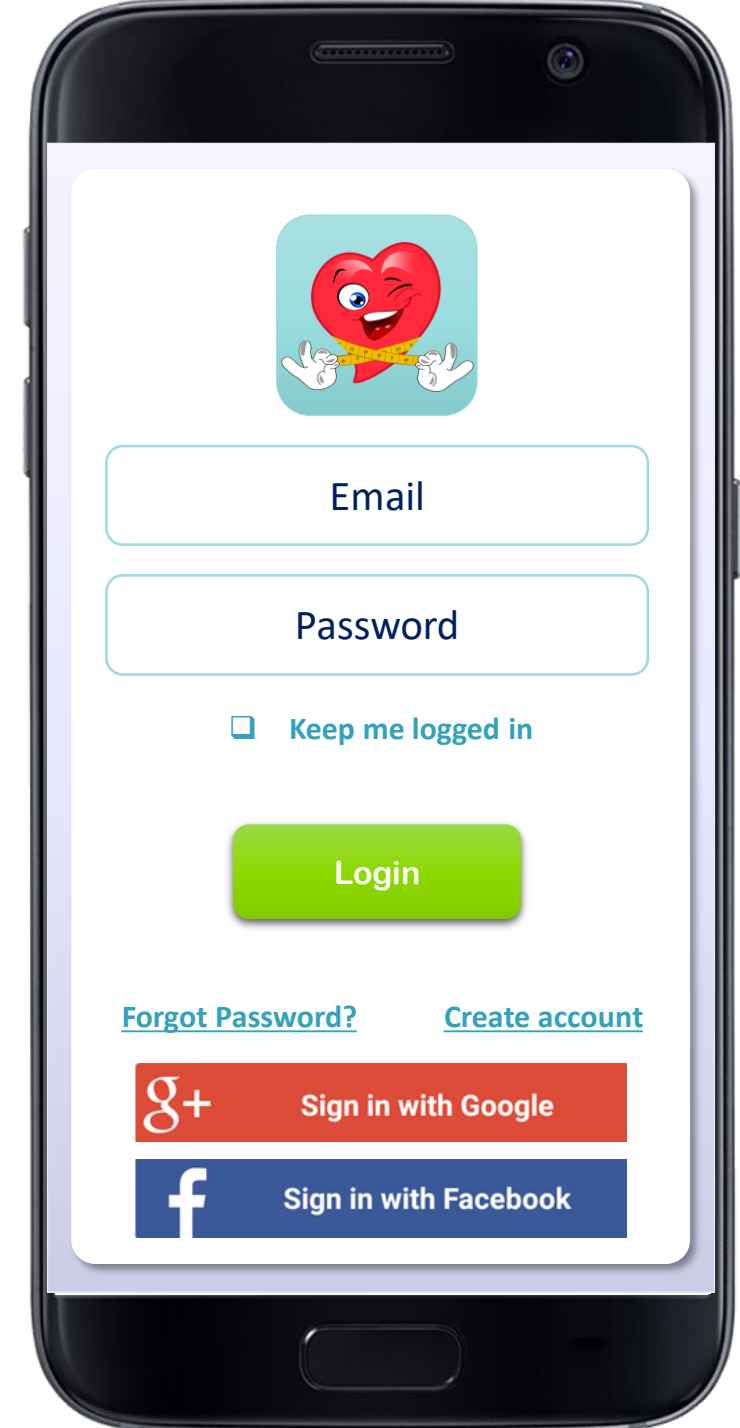 Email
Password
❑ Keep me logged in
Login
Forgot Password? Create account
g+ Sign in with Google
f Sign in with Facebook